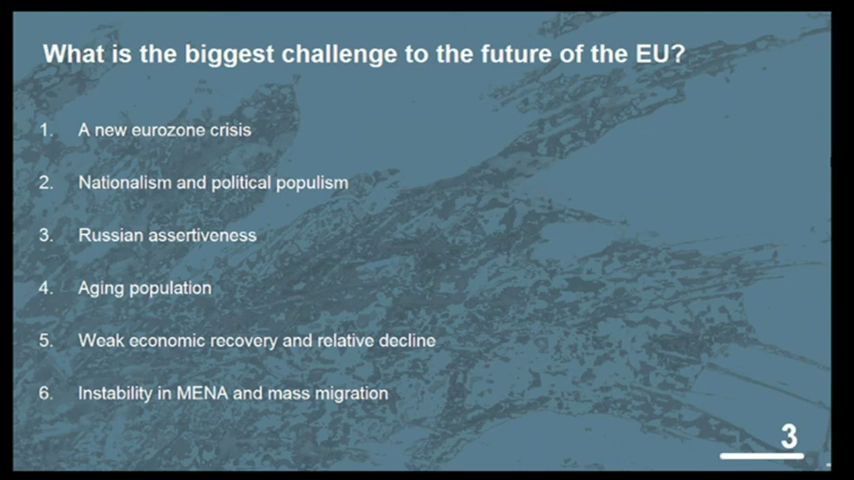 What is the biggest challenge to the future of the EU?
1. A new eurozone crisis
2. Nationalism and political populism
3. Russian assertiveness
4. Aging population
5. Weak economic recovery and relative decline
6. Instability in MENA and mass migration
3